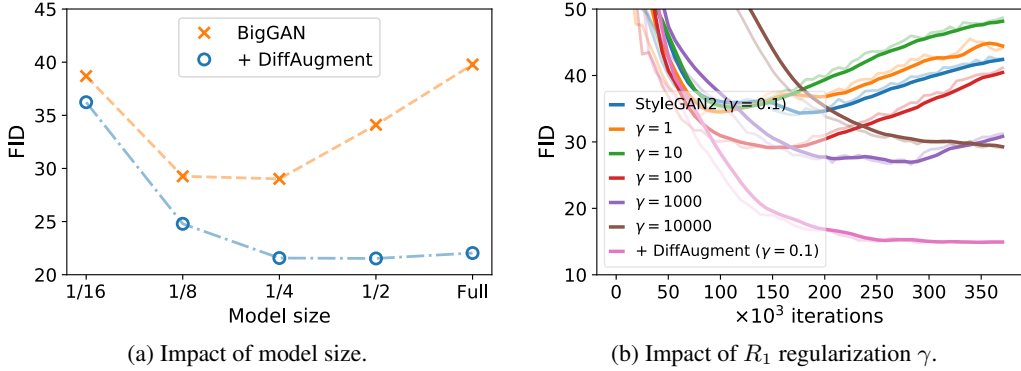 50
45
40
35
30
25
20
FID
BigGAN
+ DiffAugment
1/16 1/8 1/4 1/2 Full
Model size
(a) Impact of model size.
50
40
30
20
10
FID
StyleGAN2 (γ = 0.1)
γ = 1
γ = 10
γ = 100
γ = 1000
γ = 10000
+ DiffAugment (γ = 0.1)
0 50 100 150 200 250 300 350
×10³ iterations
(b) Impact of R₁ regularization γ.